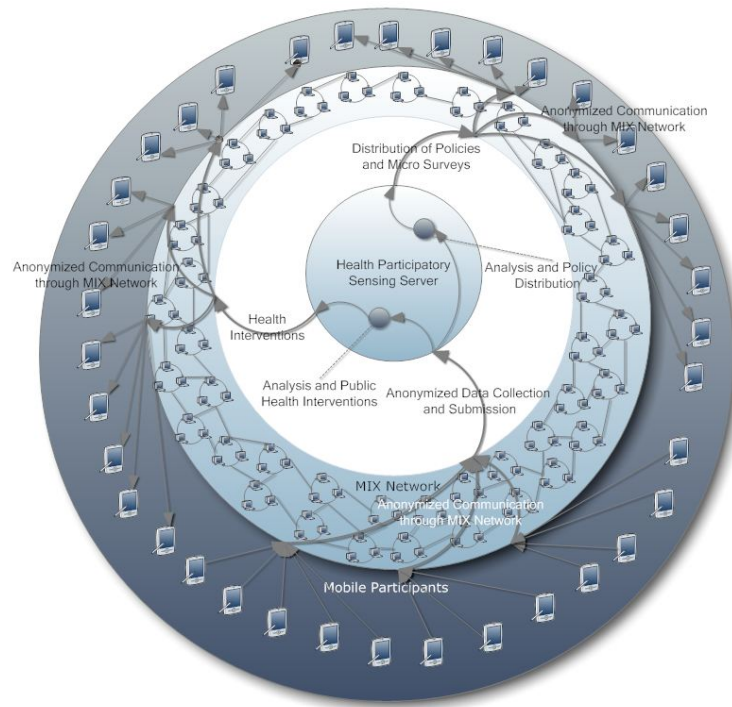 Anonymized Communication
through MIX Network
Distribution of Policies
and Micro Surveys
Health Participatory
Sensing Server
Analysis and Policy
Distribution
Anonymized Communication
through MIX Network
Health
Interventions
Analysis and Public
Health Interventions
Anonymized Data Collection
and Submission
MIX Network
Anonymized Communication
through MIX Network
Mobile Participants